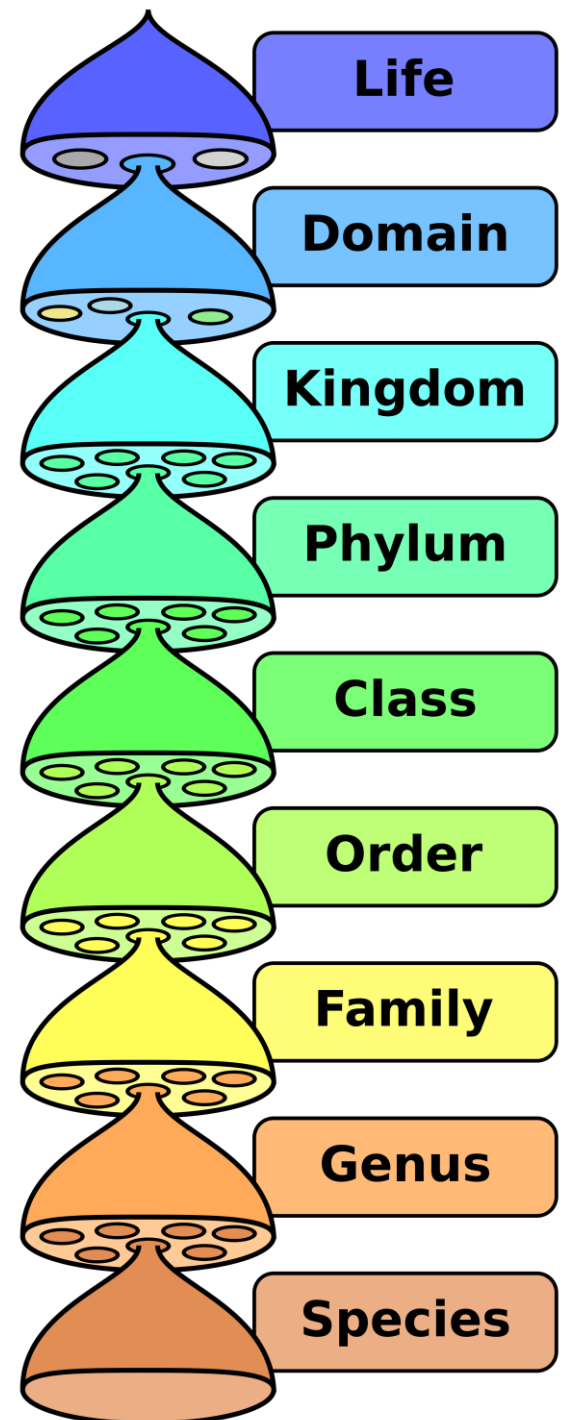 Life
Domain
Kingdom
Phylum
Class
Order
Family
Genus
Species